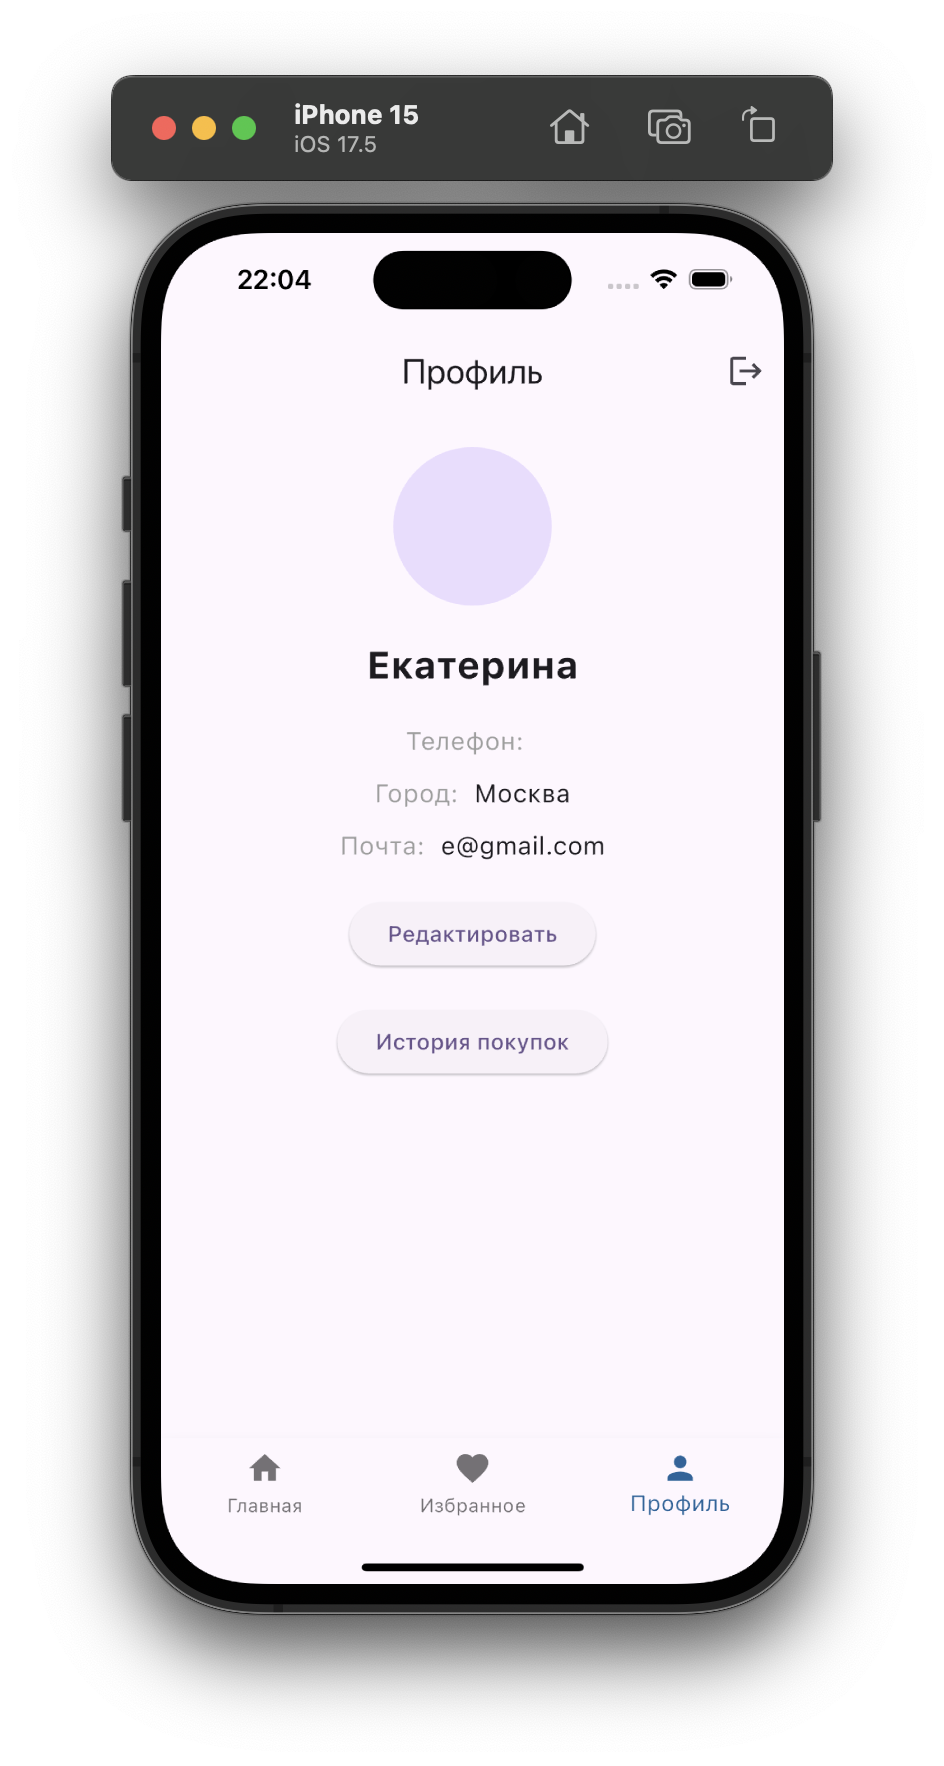 iPhone 15
iOS 17.5
22:04
Профиль
Екатерина
Телефон:
Город: Москва
Почта: e@gmail.com
Редактировать
История покупок
Главная
Избранное
Профиль